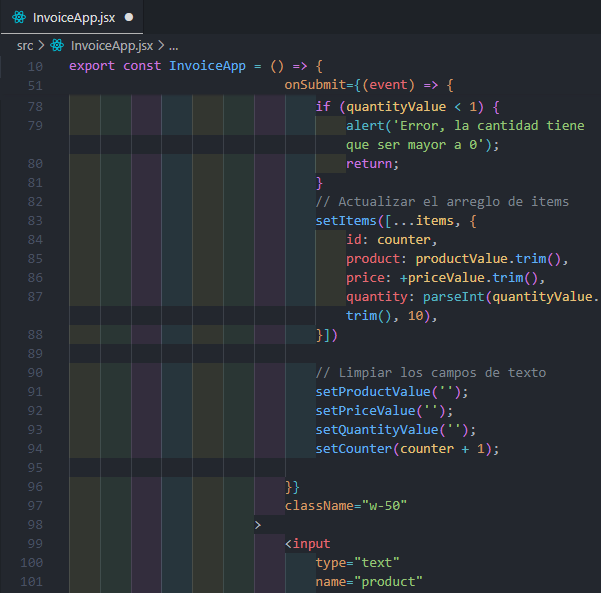 InvoiceApp.jsx
src > InvoiceApp.jsx > ...
10 export const InvoiceApp = () => {
51 onSubmit={(event) => {
78 if (quantityValue < 1) {
79 alert('Error, la cantidad tiene
que ser mayor a 0');
80 return;
81 }
82 // Actualizar el arreglo de items
83 setItems([...items, {
84 id: counter,
85 product: productValue.trim(),
86 price: +priceValue.trim(),
87 quantity: parseInt(quantityValue.
trim(), 10),
88 }])
89
90 // Limpiar los campos de texto
91 setProductValue('');
92 setPriceValue('');
93 setQuantityValue('');
94 setCounter(counter + 1);
95
96 }}
97 className="w-50"
98 >
99 <input
100 type="text"
101 name="product"